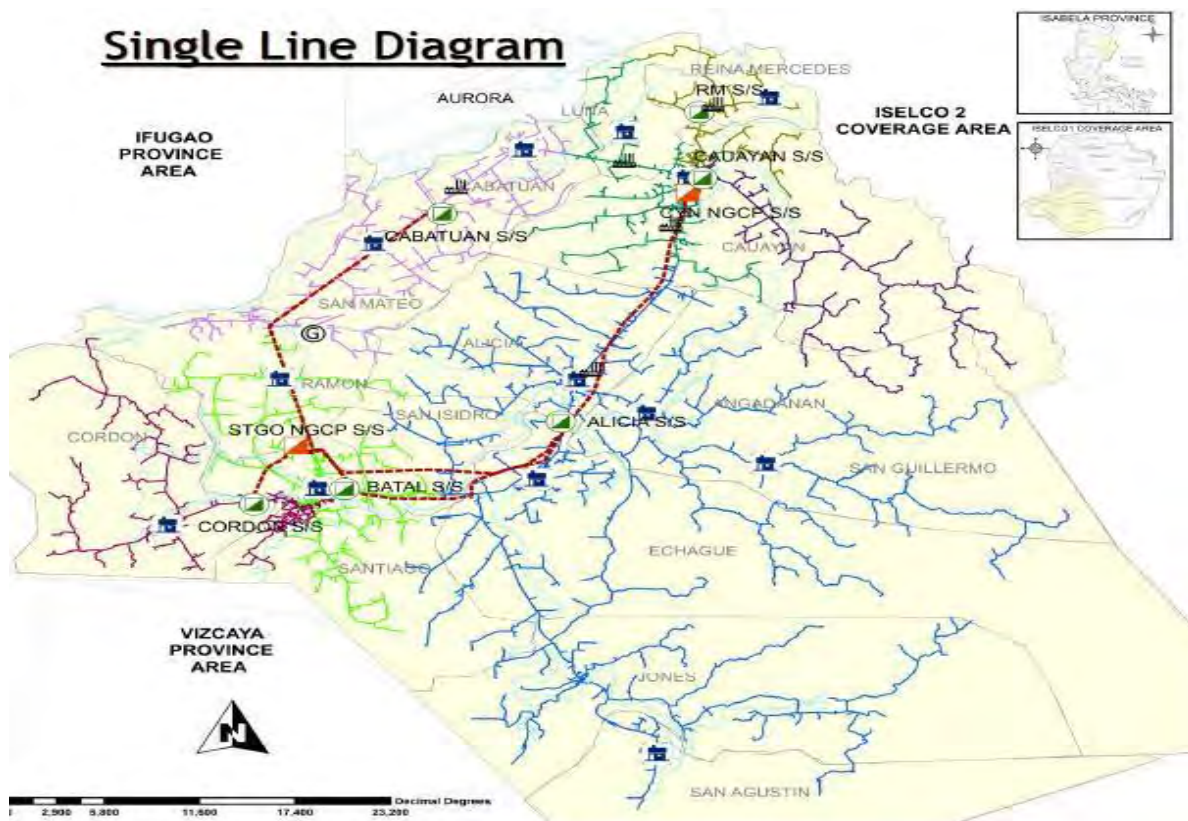 Single Line Diagram
ISABELA PROVINCE
REINA MERCEDES
RM S/S
AURORA
LUNA
ISELCO 2
COVERAGE AREA
ISELCO1 COVERAGE AREA
IFUGAO
PROVINCE
AREA
CAUAYAN S/S
CABATUAN
CYN NGCP S/S
CABATUAN S/S
CAUAYAN
SAN MATEO
G
ALICIA
RAMON
ANGADANAN
SAN ISIDRO
ALICIA S/S
STGO NGCP S/S
CORDON
SAN GUILLERMO
BATAL S/S
CORDON S/S
ECHAGUE
SANTIAGO
VIZCAYA
PROVINCE
AREA
JONES
N
SAN AGUSTIN
Decimal Degrees
2,900 5,800 11,600 17,400 23,200